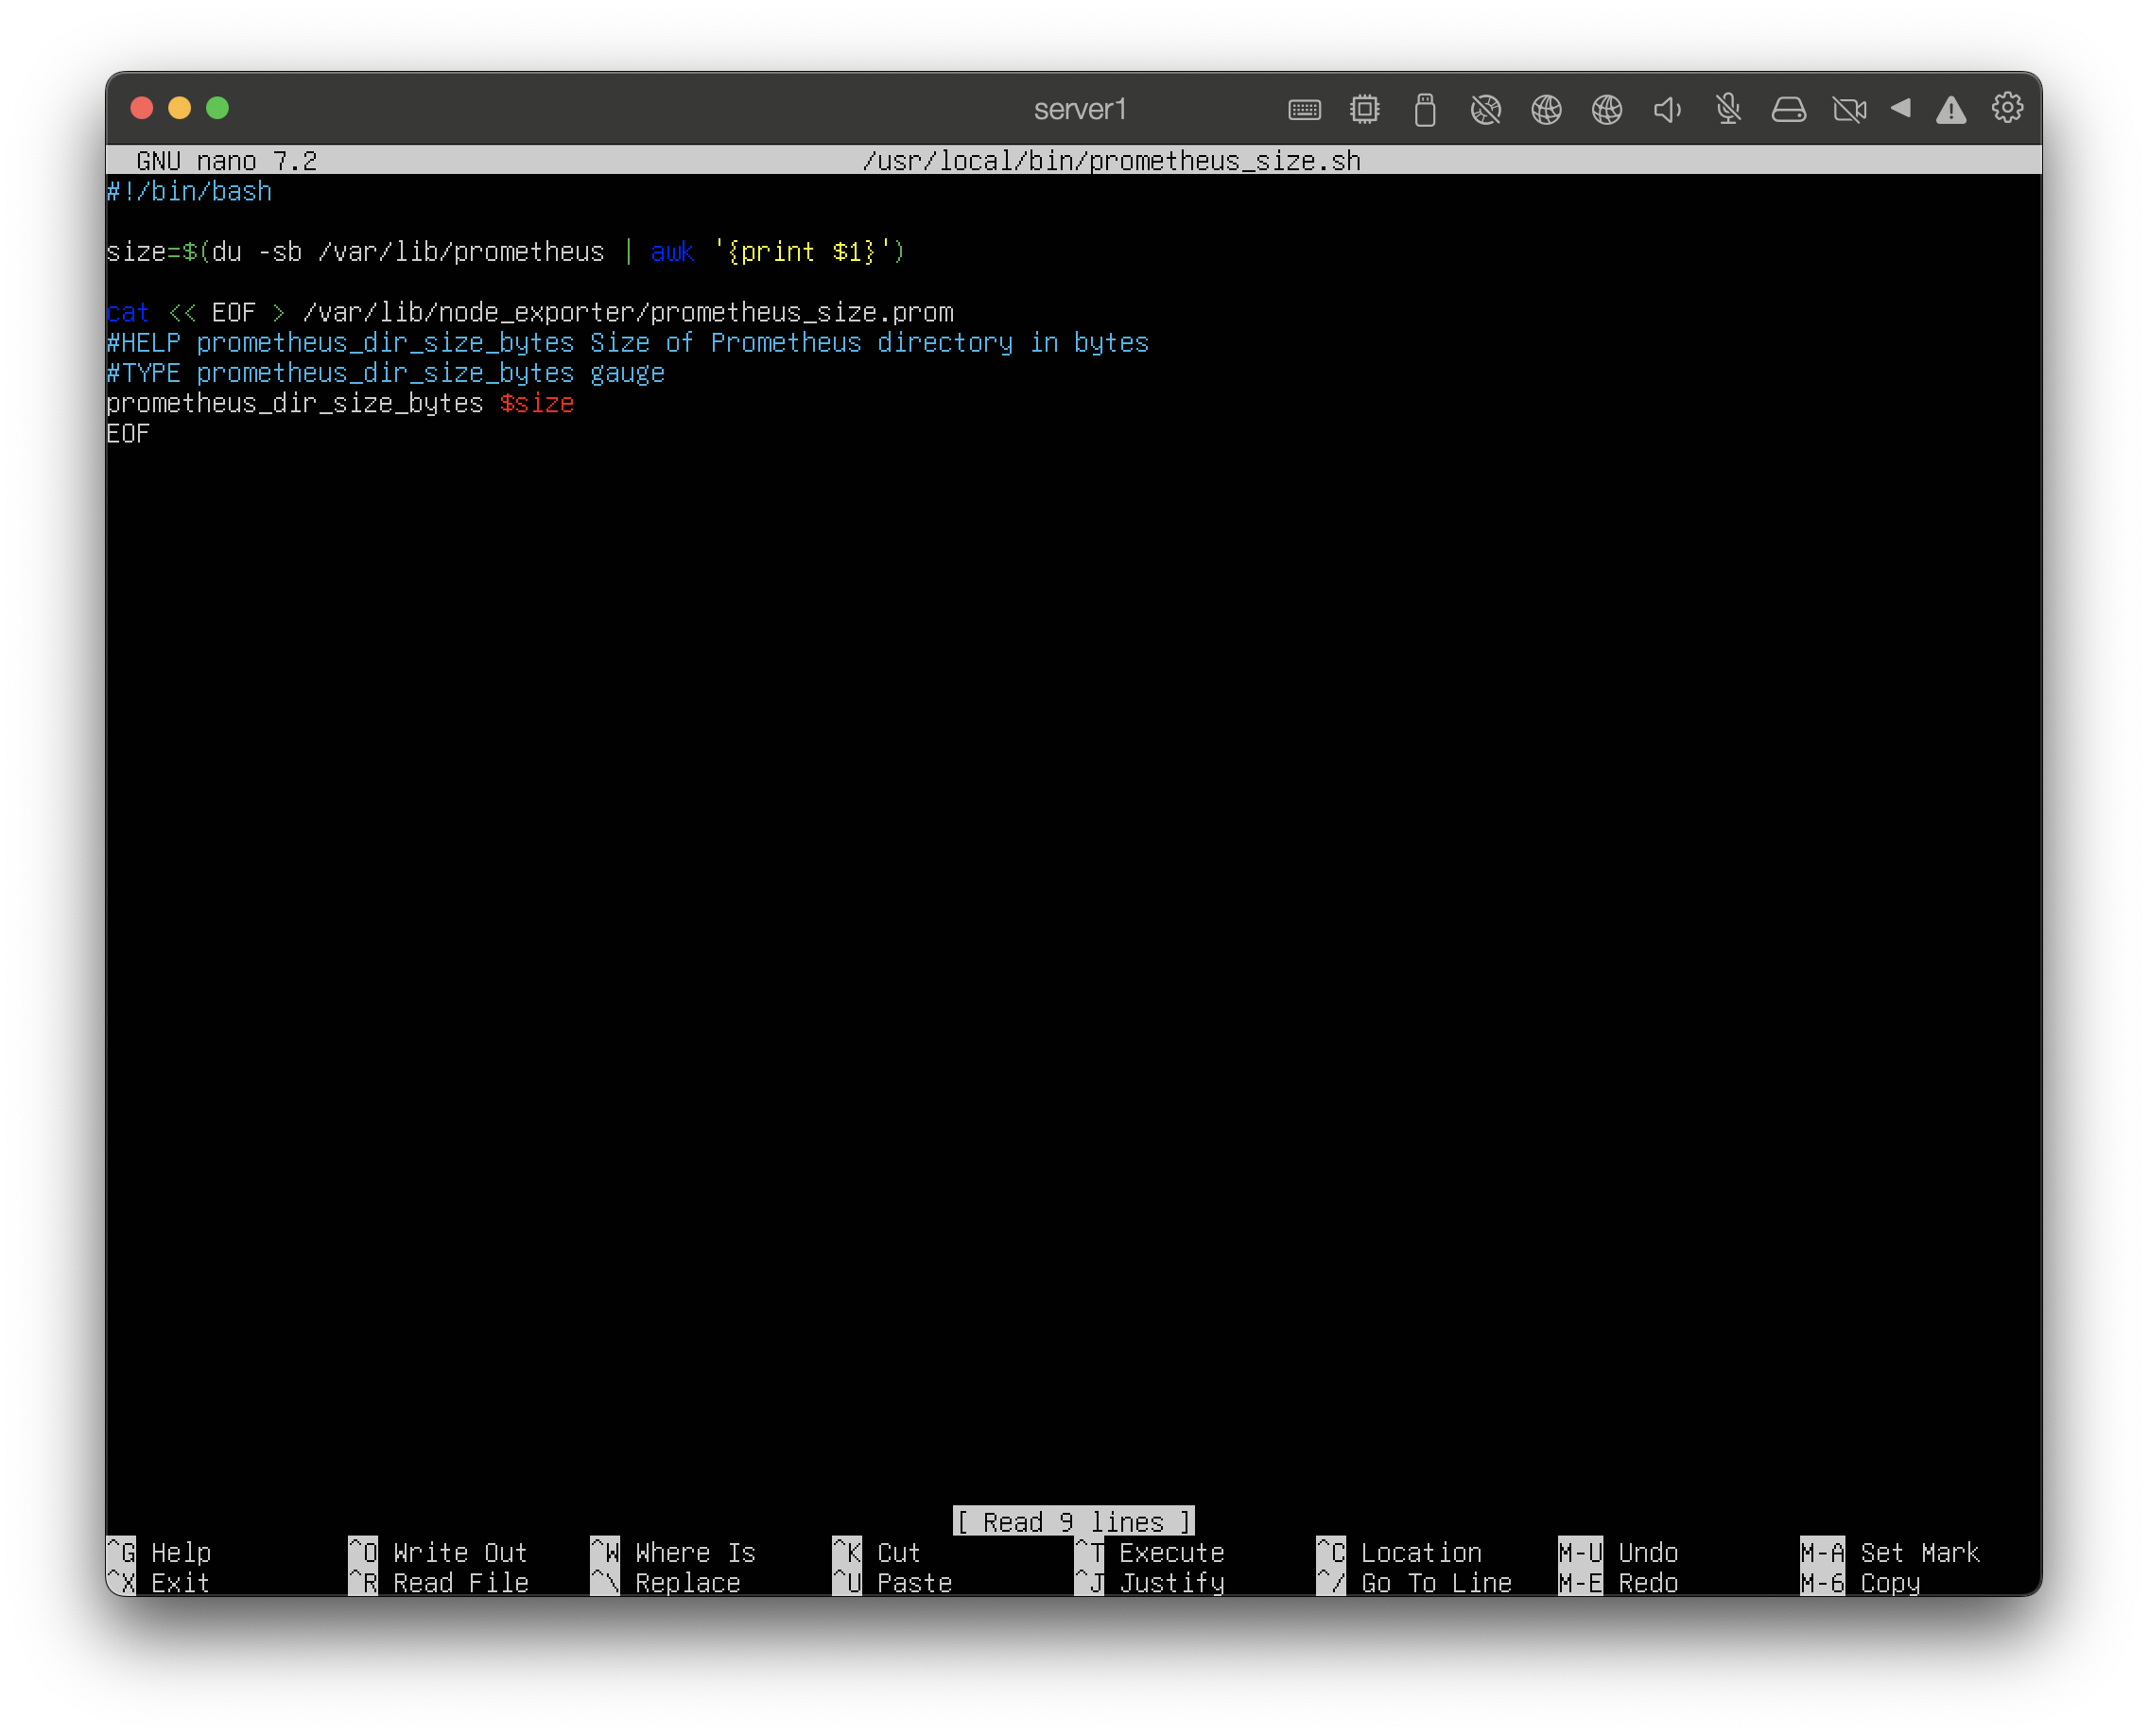 server1
GNU nano 7.2 /usr/local/bin/prometheus_size.sh
#!/bin/bash
size=$(du -sb /var/lib/prometheus | awk '{print $1}')
cat << EOF > /var/lib/node_exporter/prometheus_size.prom
#HELP prometheus_dir_size_bytes Size of Prometheus directory in bytes
#TYPE prometheus_dir_size_bytes gauge
prometheus_dir_size_bytes $size
EOF
[ Read 9 lines ]
^G Help ^O Write Out ^W Where Is ^K Cut ^T Execute ^C Location M-U Undo M-A Set Mark
^X Exit ^R Read File ^\ Replace ^U Paste ^J Justify ^/ Go To Line M-E Redo M-6 Copy